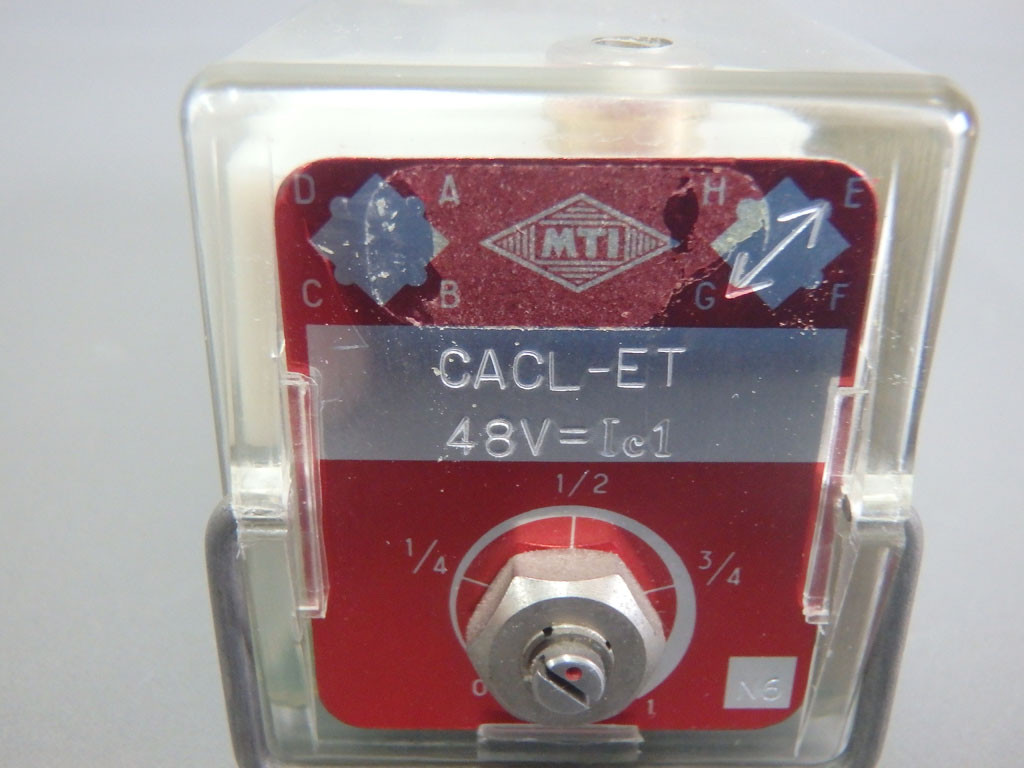 D A H E
MTI
C B G F
CACL-ET
48V=Ic1
1/2
1/4 3/4
0 1
N6